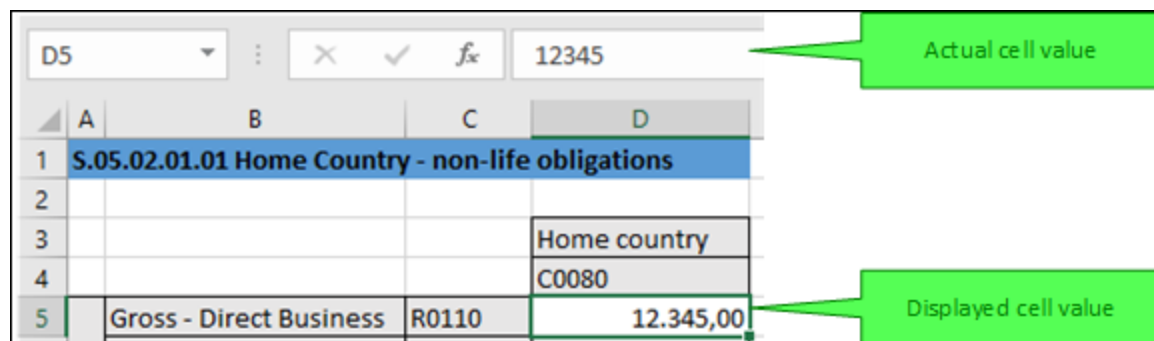 D5 fx 12345 Actual cell value
A B C D
1 S.05.02.01.01 Home Country - non-life obligations
2
3 Home country
4 C0080
5 Gross - Direct Business R0110 12.345,00 Displayed cell value